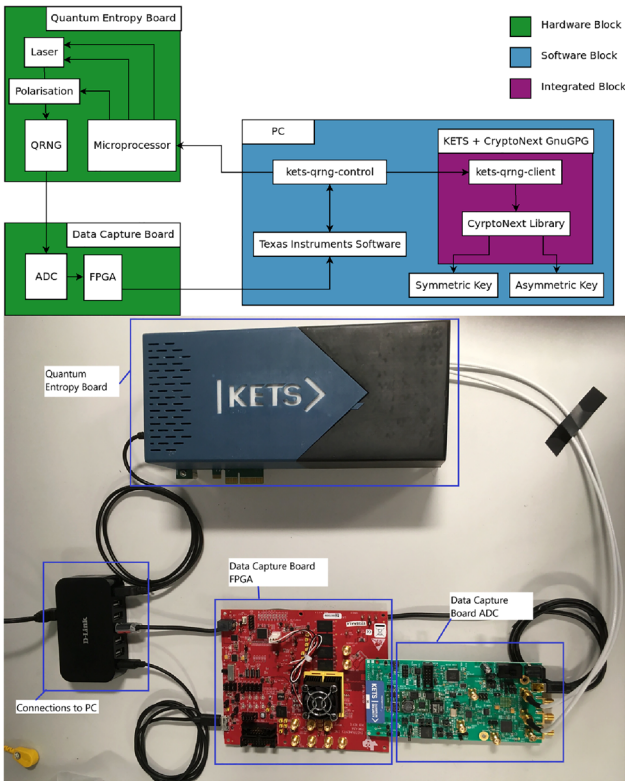 Quantum Entropy Board
Laser
Polarisation
QRNG
Microprocessor
Data Capture Board
ADC
FPGA
PC
kets-qrng-control
Texas Instruments Software
KETS + CryptoNext GnuGPG
kets-qrng-client
CyrptoNext Library
Symmetric Key
Asymmetric Key
Hardware Block
Software Block
Integrated Block
Quantum
Entropy Board
|KETS>
Data Capture Board
FPGA
Data Capture
Board ADC
D-Link
KETS
Connections to PC